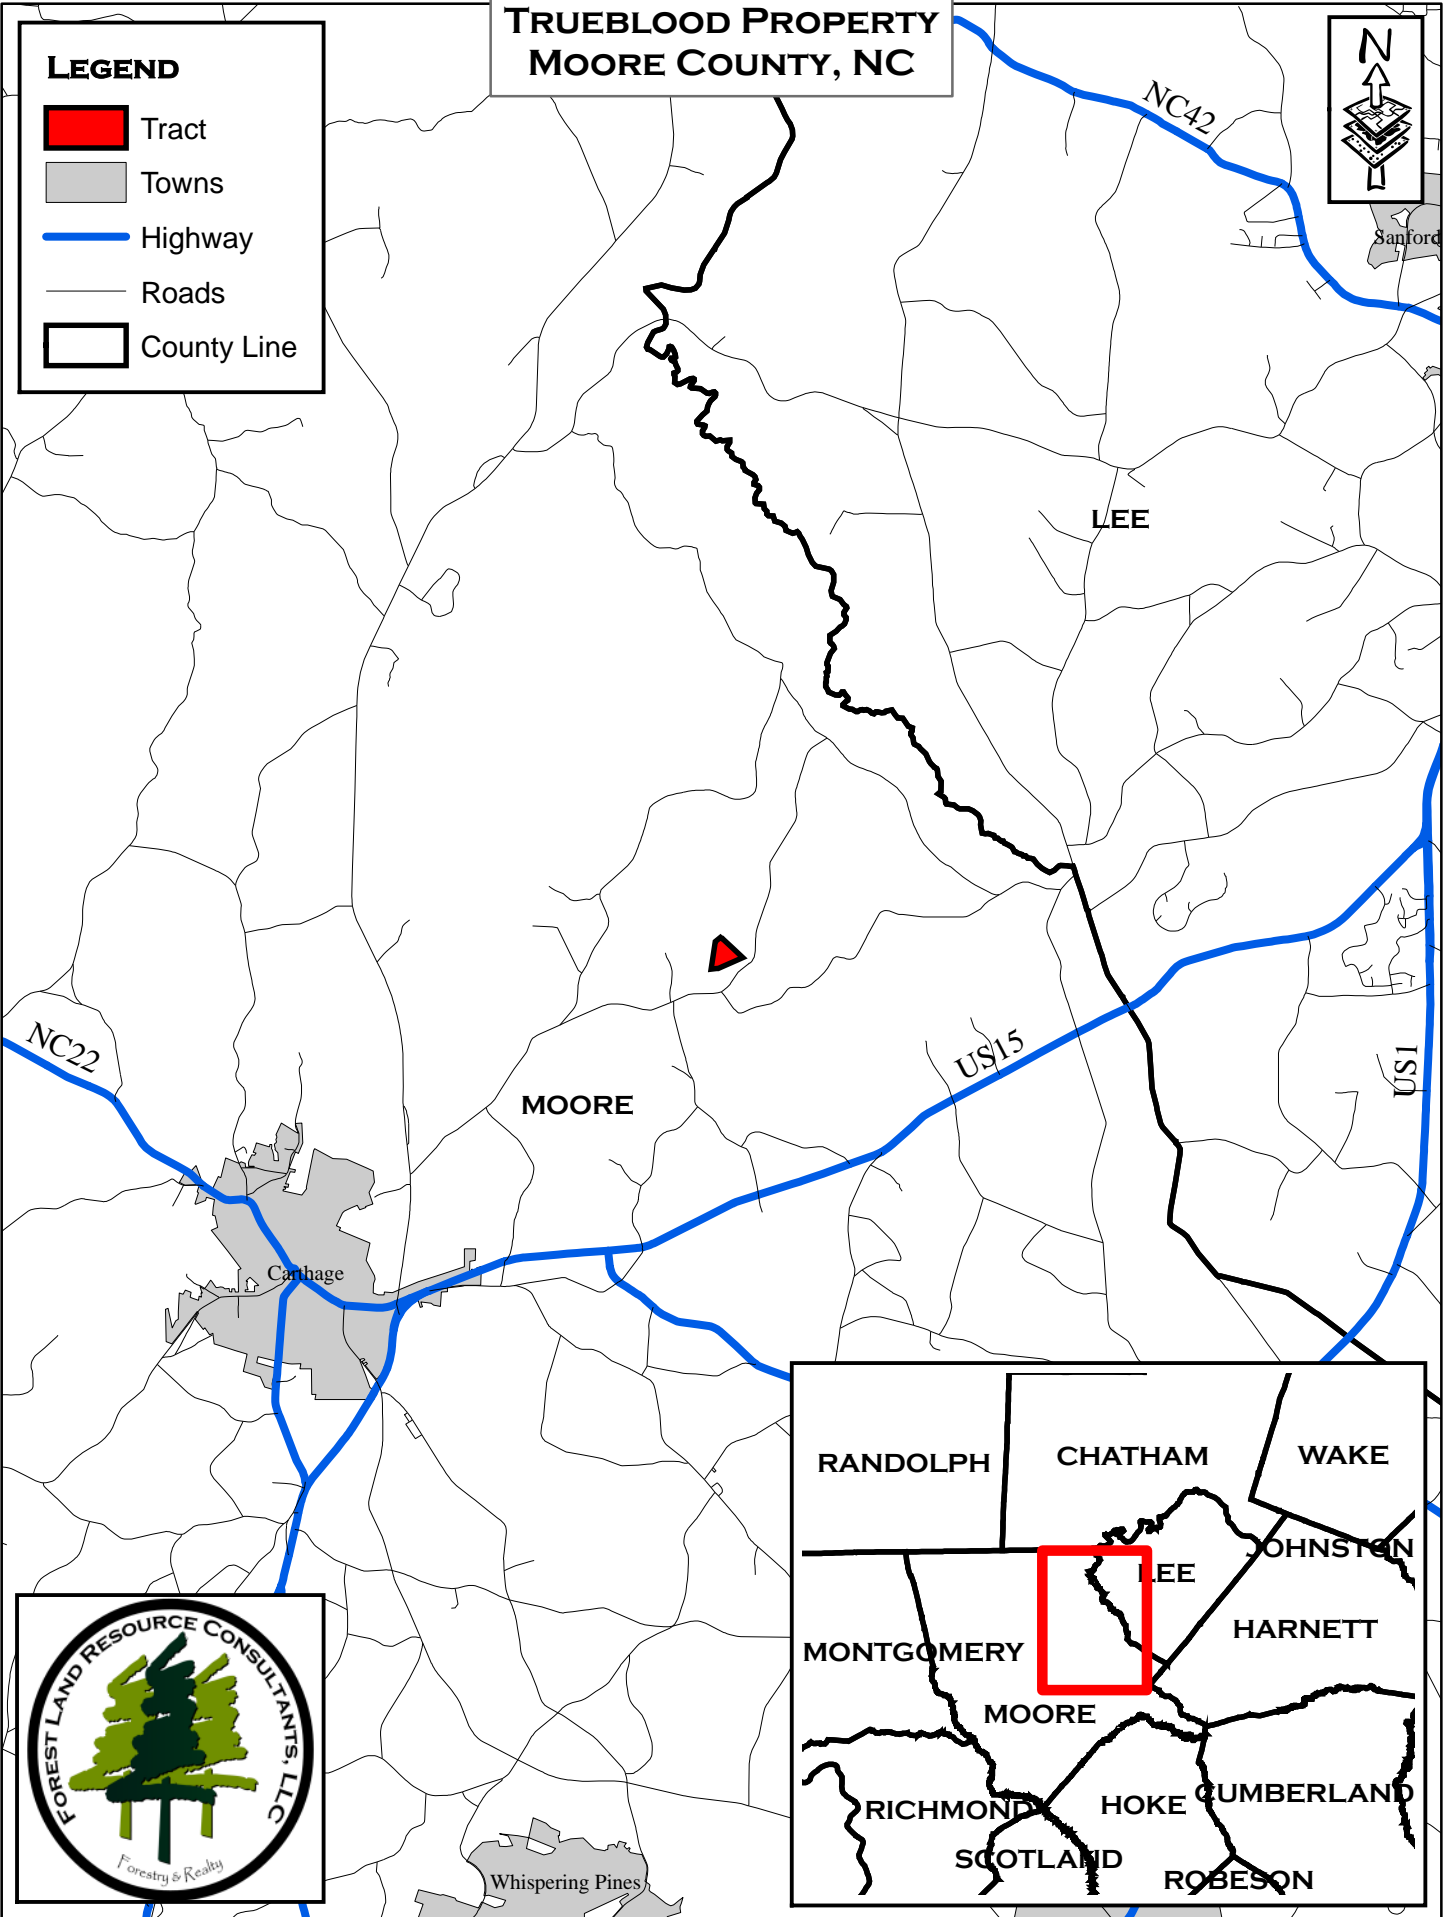 TRUEBLOOD PROPERTY
MOORE COUNTY, NC
LEGEND
Tract
Towns
Highway
Roads
County Line
N
NC42
Sanford
LEE
NC22
US15
US1
MOORE
Carthage
Whispering Pines
RANDOLPH
CHATHAM
WAKE
JOHNSTON
LEE
HARNETT
MONTGOMERY
MOORE
RICHMOND
HOKE
CUMBERLAND
SCOTLAND
ROBESON
FOREST LAND RESOURCE CONSULTANTS, LLC
Forestry & Realty